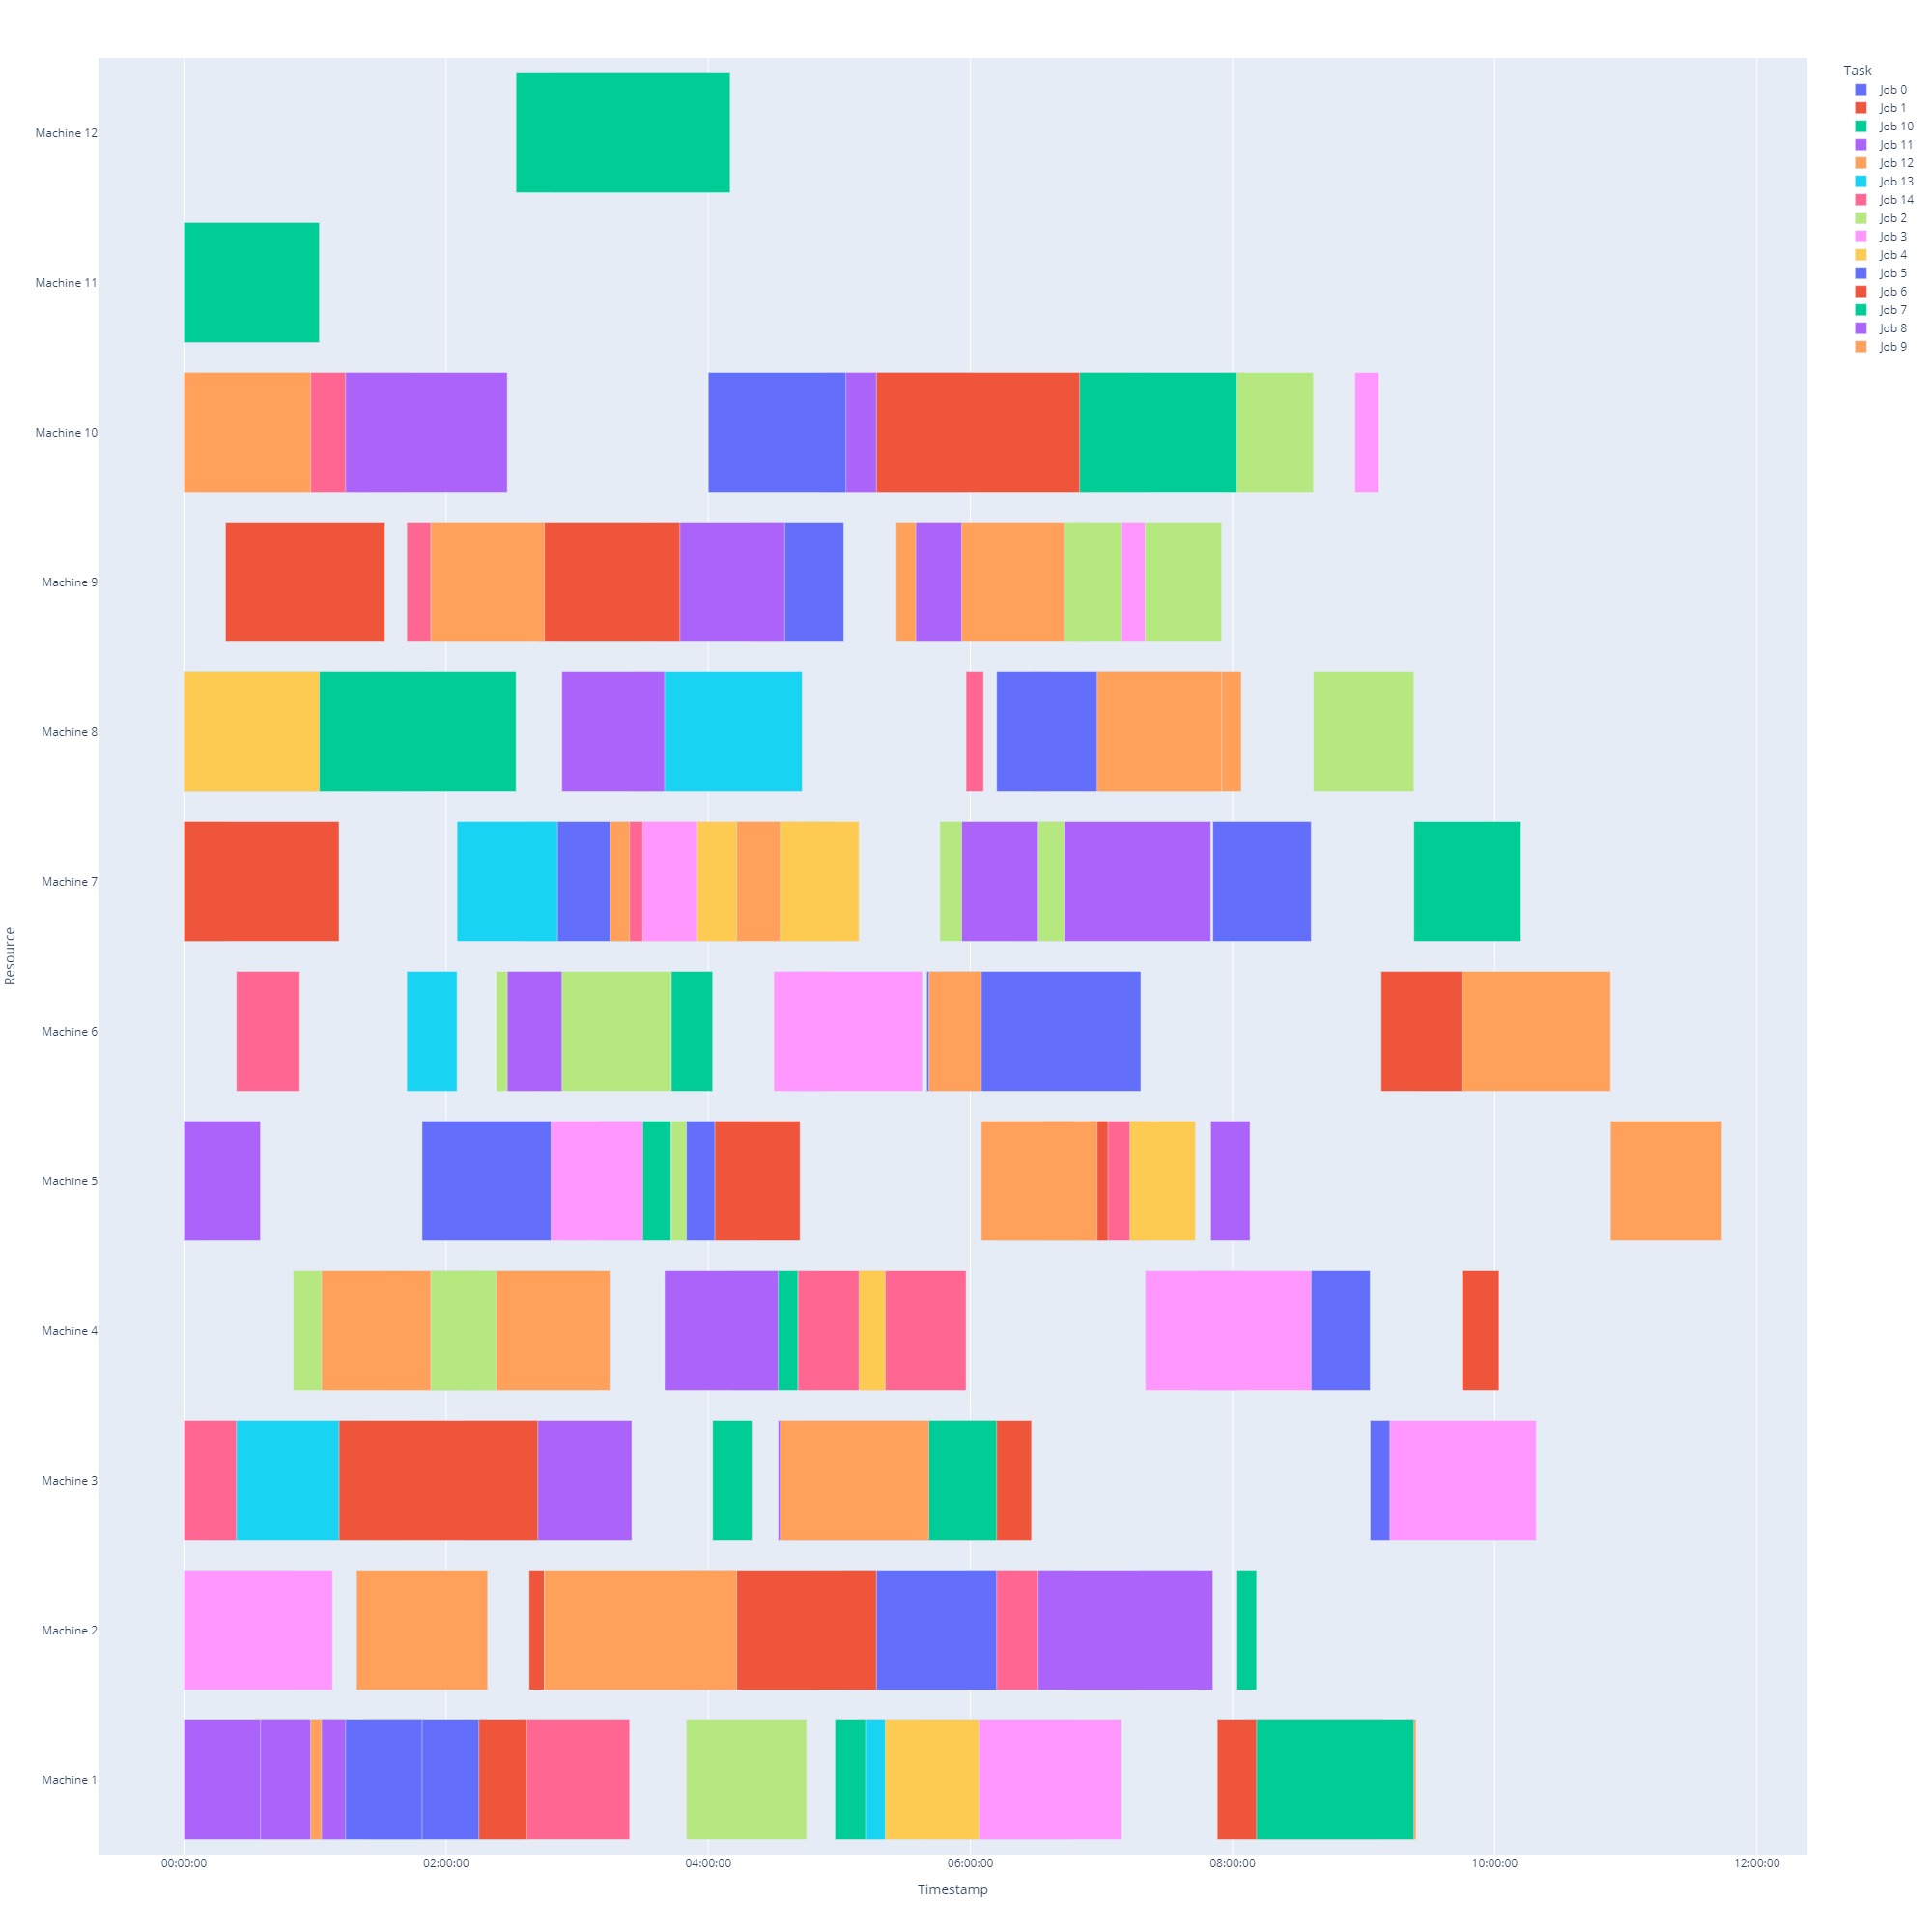 Task
Job 0
Job 1
Job 10
Job 11
Job 12
Job 13
Job 14
Job 2
Job 3
Job 4
Job 5
Job 6
Job 7
Job 8
Job 9
Machine 12
Machine 11
Machine 10
Machine 9
Machine 8
Machine 7
Machine 6
Machine 5
Machine 4
Machine 3
Machine 2
Machine 1
Resource
00:00:00 02:00:00 04:00:00 06:00:00 08:00:00 10:00:00 12:00:00
Timestamp